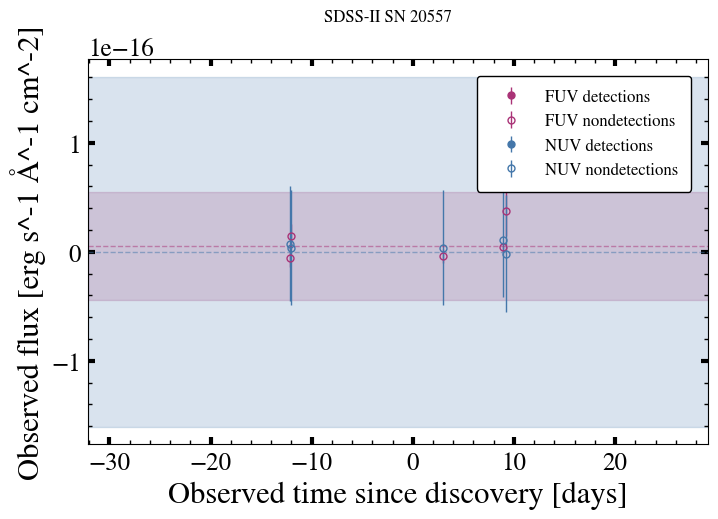 SDSS-II SN 20557
1e−16
FUV detections
FUV nondetections
NUV detections
NUV nondetections
1
0
−1
Observed flux [erg s^-1 Å^-1 cm^-2]
−30 −20 −10 0 10 20
Observed time since discovery [days]